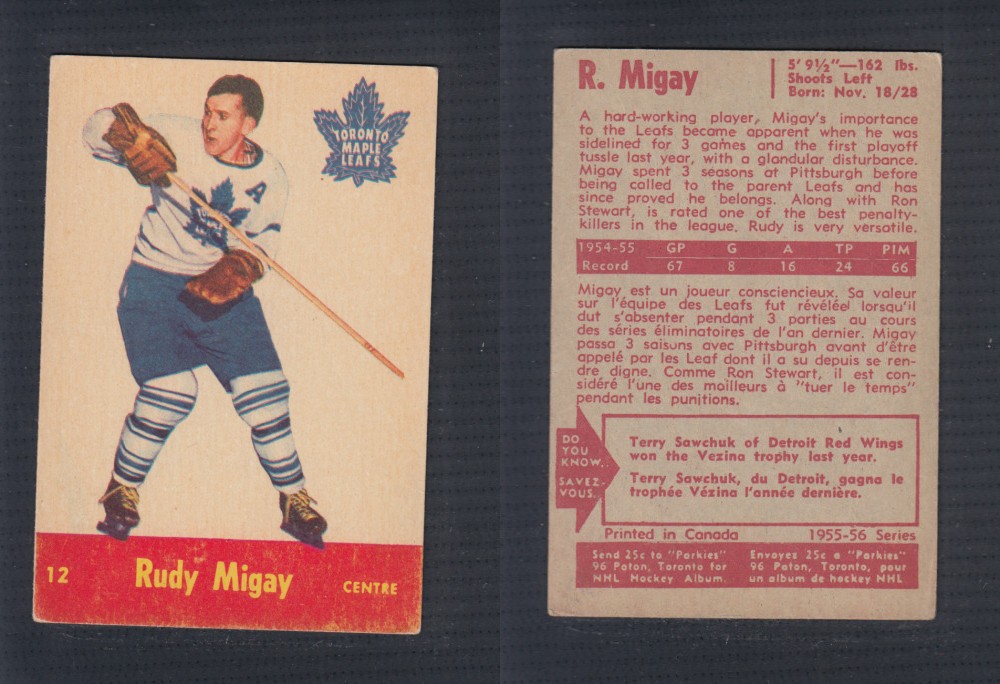 TORONTO
MAPLE
LEAFS
A
12
Rudy Migay
CENTRE
R. Migay
5' 9½"—162 lbs.
Shoots Left
Born: Nov. 18/28
A hard-working player, Migay's importance
to the Leafs became apparent when he was
sidelined for 3 games and the first playoff
tussle last year, with a glandular disturbance.
Migay spent 3 seasons at Pittsburgh before
being called to the parent Leafs and has
since proved he belongs. Along with Ron
Stewart, is rated one of the best penalty-
killers in the league. Rudy is very versatile.
1954-55 GP G A TP PIM
Record 67 8 16 24 66
Migay est un joueur consciencieux. Sa valeur
sur l'équipe des Leafs fut révélée lorsqu'il
dut s'absenter pendant 3 parties au cours
des séries éliminatoires de l'an dernier. Migay
passa 3 saisons avec Pittsburgh avant d'être
appelé par les Leaf dont il a su depuis se ren-
dre digne. Comme Ron Stewart, il est con-
sidéré l'une des meilleurs à "tuer le temps"
pendant les punitions.
DO
YOU
KNOW..
SAVEZ-
VOUS.
Terry Sawchuk of Detroit Red Wings
won the Vezina trophy last year.
Terry Sawchuk, du Detroit, gagna le
trophée Vézina l'année dernière.
Printed in Canada 1955-56 Series
Send 25c to "Parkies"
96 Paton, Toronto for
NHL Hockey Album.
Envoyez 25c a "Parkies"
96 Paton, Toronto, pour
un album de hockey NHL